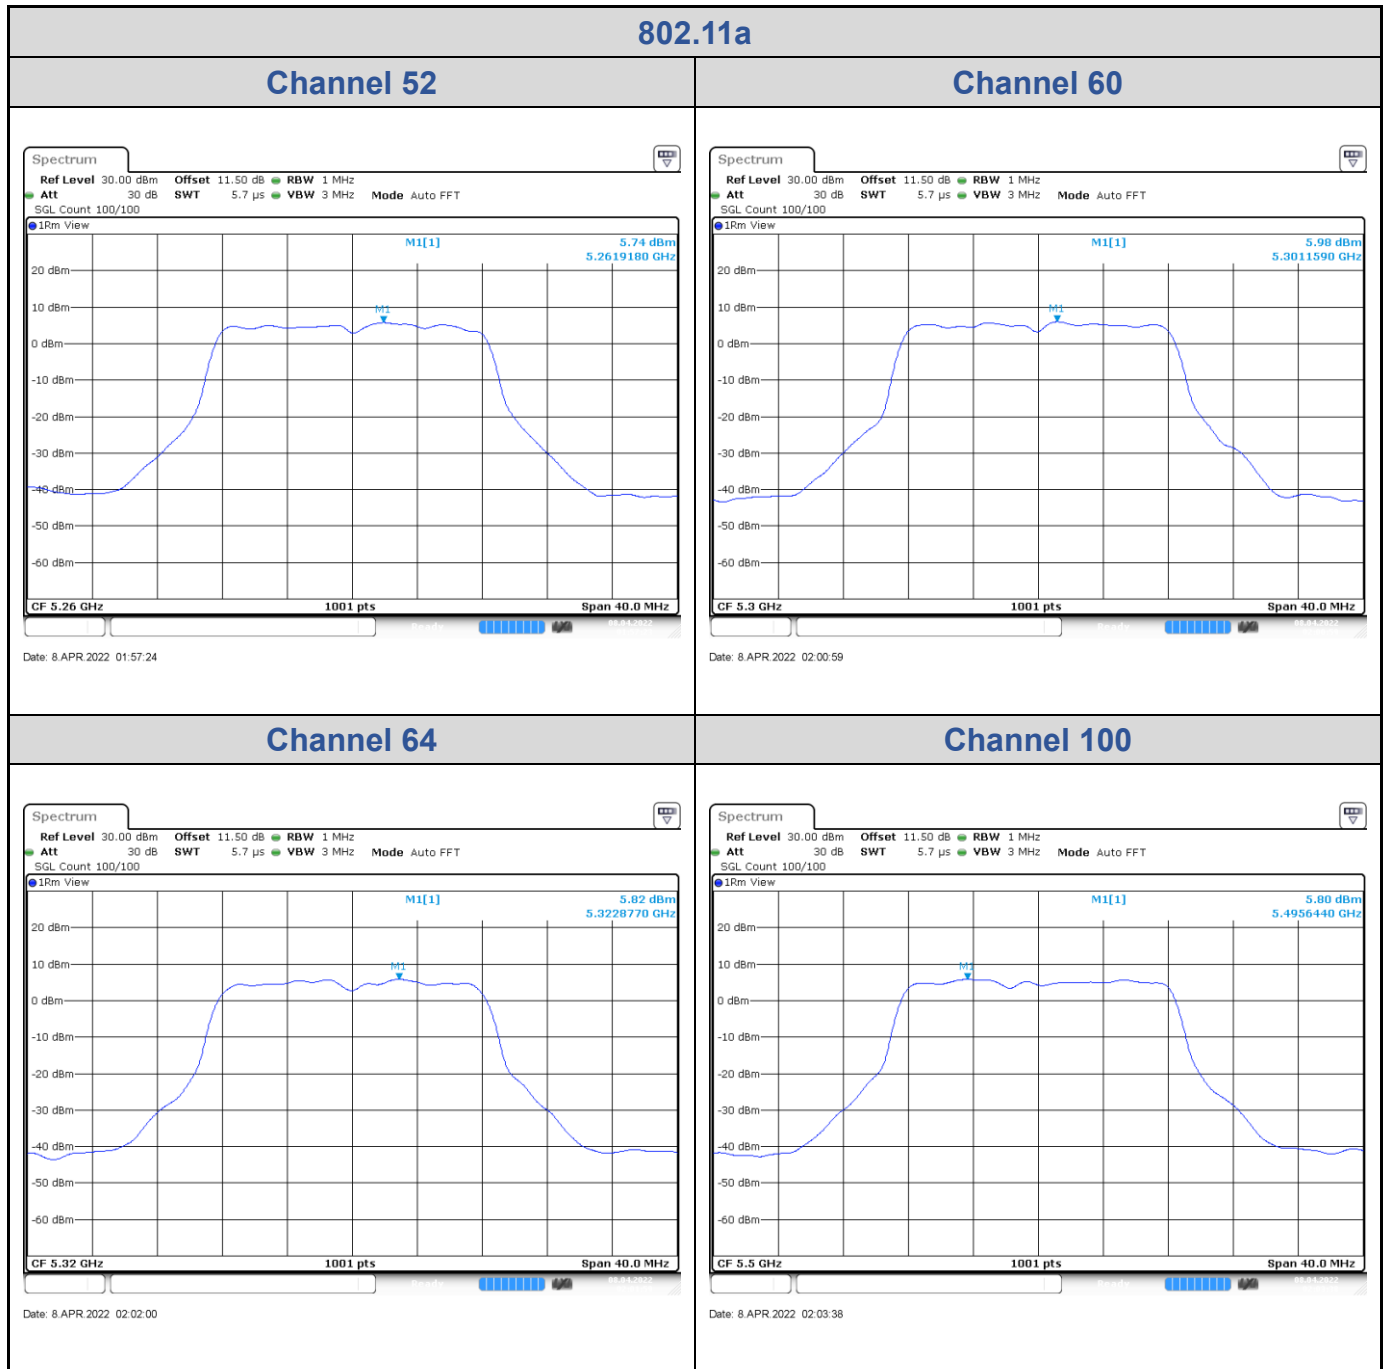 802.11a
Channel 52
Channel 60
Spectrum
Ref Level 30.00 dBm Offset 11.50 dB RBW 1 MHz
Att 30 dB SWT 5.7 µs VBW 3 MHz Mode Auto FFT
SGL Count 100/100
1Rm View
M1[1] 5.74 dBm
5.2619180 GHz
20 dBm
10 dBm
M1
0 dBm
-10 dBm
-20 dBm
-30 dBm
-40 dBm
-50 dBm
-60 dBm
CF 5.26 GHz 1001 pts Span 40.0 MHz
Ready 08.04.2022
Date: 8.APR.2022 01:57:24
Spectrum
Ref Level 30.00 dBm Offset 11.50 dB RBW 1 MHz
Att 30 dB SWT 5.7 µs VBW 3 MHz Mode Auto FFT
SGL Count 100/100
1Rm View
M1[1] 5.98 dBm
5.3011590 GHz
20 dBm
10 dBm
M1
0 dBm
-10 dBm
-20 dBm
-30 dBm
-40 dBm
-50 dBm
-60 dBm
CF 5.3 GHz 1001 pts Span 40.0 MHz
Ready 08.04.2022
Date: 8.APR.2022 02:00:59
Channel 64
Channel 100
Spectrum
Ref Level 30.00 dBm Offset 11.50 dB RBW 1 MHz
Att 30 dB SWT 5.7 µs VBW 3 MHz Mode Auto FFT
SGL Count 100/100
1Rm View
M1[1] 5.82 dBm
5.3228770 GHz
20 dBm
10 dBm
M1
0 dBm
-10 dBm
-20 dBm
-30 dBm
-40 dBm
-50 dBm
-60 dBm
CF 5.32 GHz 1001 pts Span 40.0 MHz
Ready 08.04.2022
Date: 8.APR.2022 02:02:00
Spectrum
Ref Level 30.00 dBm Offset 11.50 dB RBW 1 MHz
Att 30 dB SWT 5.7 µs VBW 3 MHz Mode Auto FFT
SGL Count 100/100
1Rm View
M1[1] 5.80 dBm
5.4956440 GHz
20 dBm
10 dBm
M1
0 dBm
-10 dBm
-20 dBm
-30 dBm
-40 dBm
-50 dBm
-60 dBm
CF 5.5 GHz 1001 pts Span 40.0 MHz
Ready 08.04.2022
Date: 8.APR.2022 02:03:38